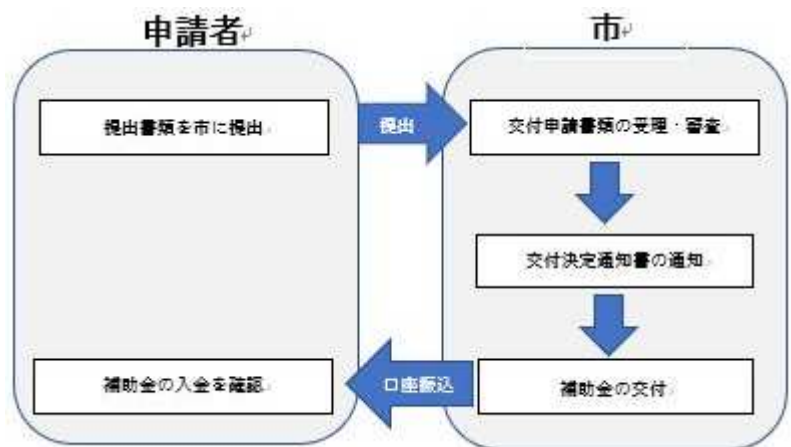 申請者
市
提出書類を市に提出
提出
交付申請書類の受理・審査
交付決定通知書の通知
補助金の入金を確認
口座振込
補助金の交付